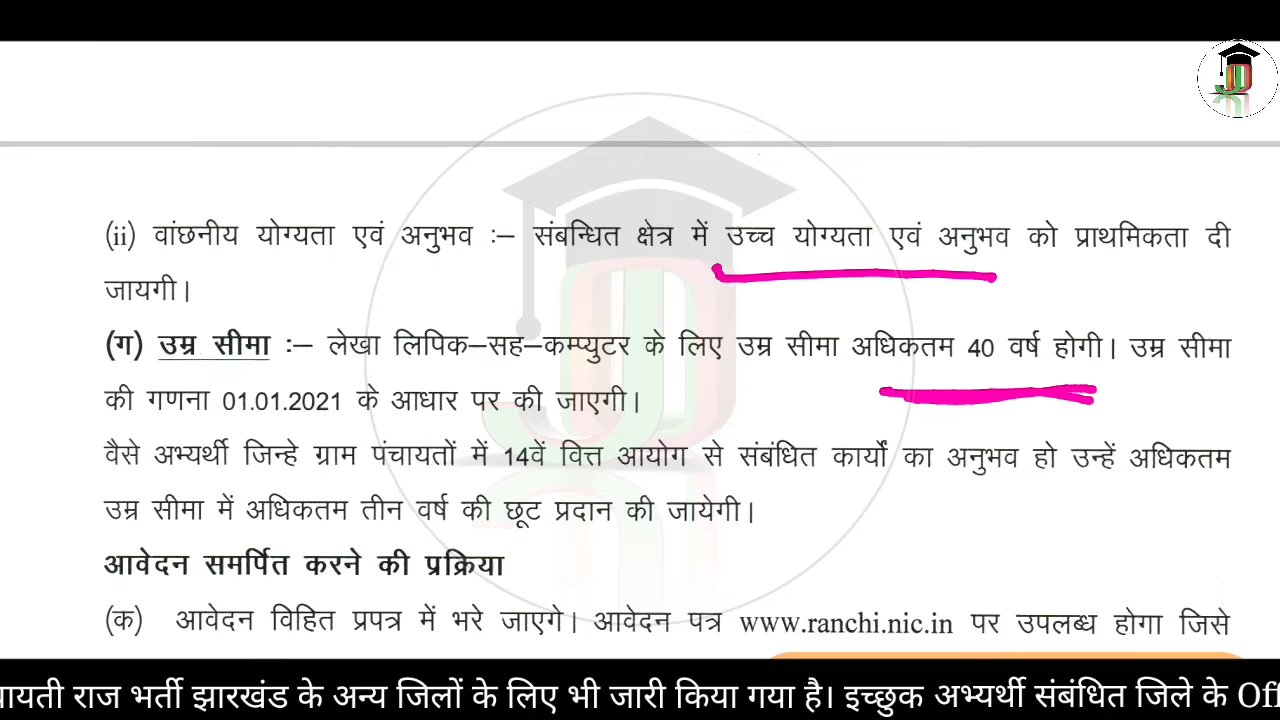 (ii) वांछनीय योग्यता एवं अनुभव :– संबन्धित क्षेत्र में उच्च योग्यता एवं अनुभव को प्राथमिकता दी
जायगी।
(ग) उम्र सीमा :– लेखा लिपिक–सह–कम्प्युटर के लिए उम्र सीमा अधिकतम 40 वर्ष होगी। उम्र सीमा
की गणना 01.01.2021 के आधार पर की जाएगी।
वैसे अभ्यर्थी जिन्हे ग्राम पंचायतों में 14वें वित्त आयोग से संबंधित कार्यों का अनुभव हो उन्हें अधिकतम
उम्र सीमा में अधिकतम तीन वर्ष की छूट प्रदान की जायेगी।
आवेदन समर्पित करने की प्रक्रिया
(क) आवेदन विहित प्रपत्र में भरे जाएगे। आवेदन पत्र www.ranchi.nic.in पर उपलब्ध होगा जिसे
राज भर्ती झारखंड के अन्य जिलों के लिए भी जारी किया गया है। इच्छुक अभ्यर्थी संबंधित जिले के